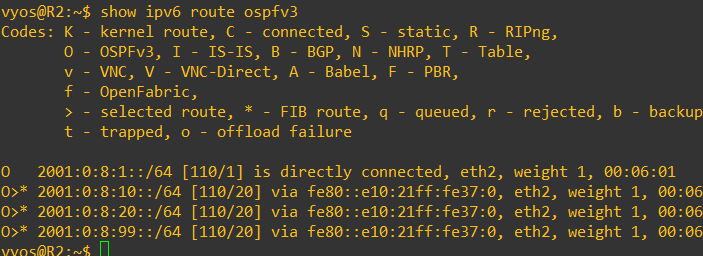 vyos@R2:~$ show ipv6 route ospfv3
Codes: K - kernel route, C - connected, S - static, R - RIPng,
       O - OSPFv3, I - IS-IS, B - BGP, N - NHRP, T - Table,
       v - VNC, V - VNC-Direct, A - Babel, F - PBR,
       f - OpenFabric,
       > - selected route, * - FIB route, q - queued, r - rejected, b - backup
       t - trapped, o - offload failure

O   2001:0:8:1::/64 [110/1] is directly connected, eth2, weight 1, 00:06:01
O>* 2001:0:8:10::/64 [110/20] via fe80::e10:21ff:fe37:0, eth2, weight 1, 00:06
O>* 2001:0:8:20::/64 [110/20] via fe80::e10:21ff:fe37:0, eth2, weight 1, 00:06
O>* 2001:0:8:99::/64 [110/20] via fe80::e10:21ff:fe37:0, eth2, weight 1, 00:06
vyos@R2:~$